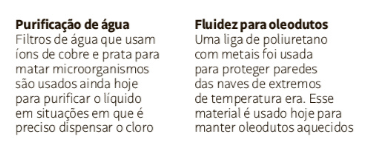 Purificação de água
Filtros de água que usam
íons de cobre e prata para
matar microorganismos
são usados ainda hoje
para purificar o líquido
em situações em que é
preciso dispensar o cloro
Fluidez para oleodutos
Uma liga de poliuretano
com metais foi usada
para proteger paredes
das naves de extremos
de temperatura era. Esse
material é usado hoje para
manter oleodutos aquecidos